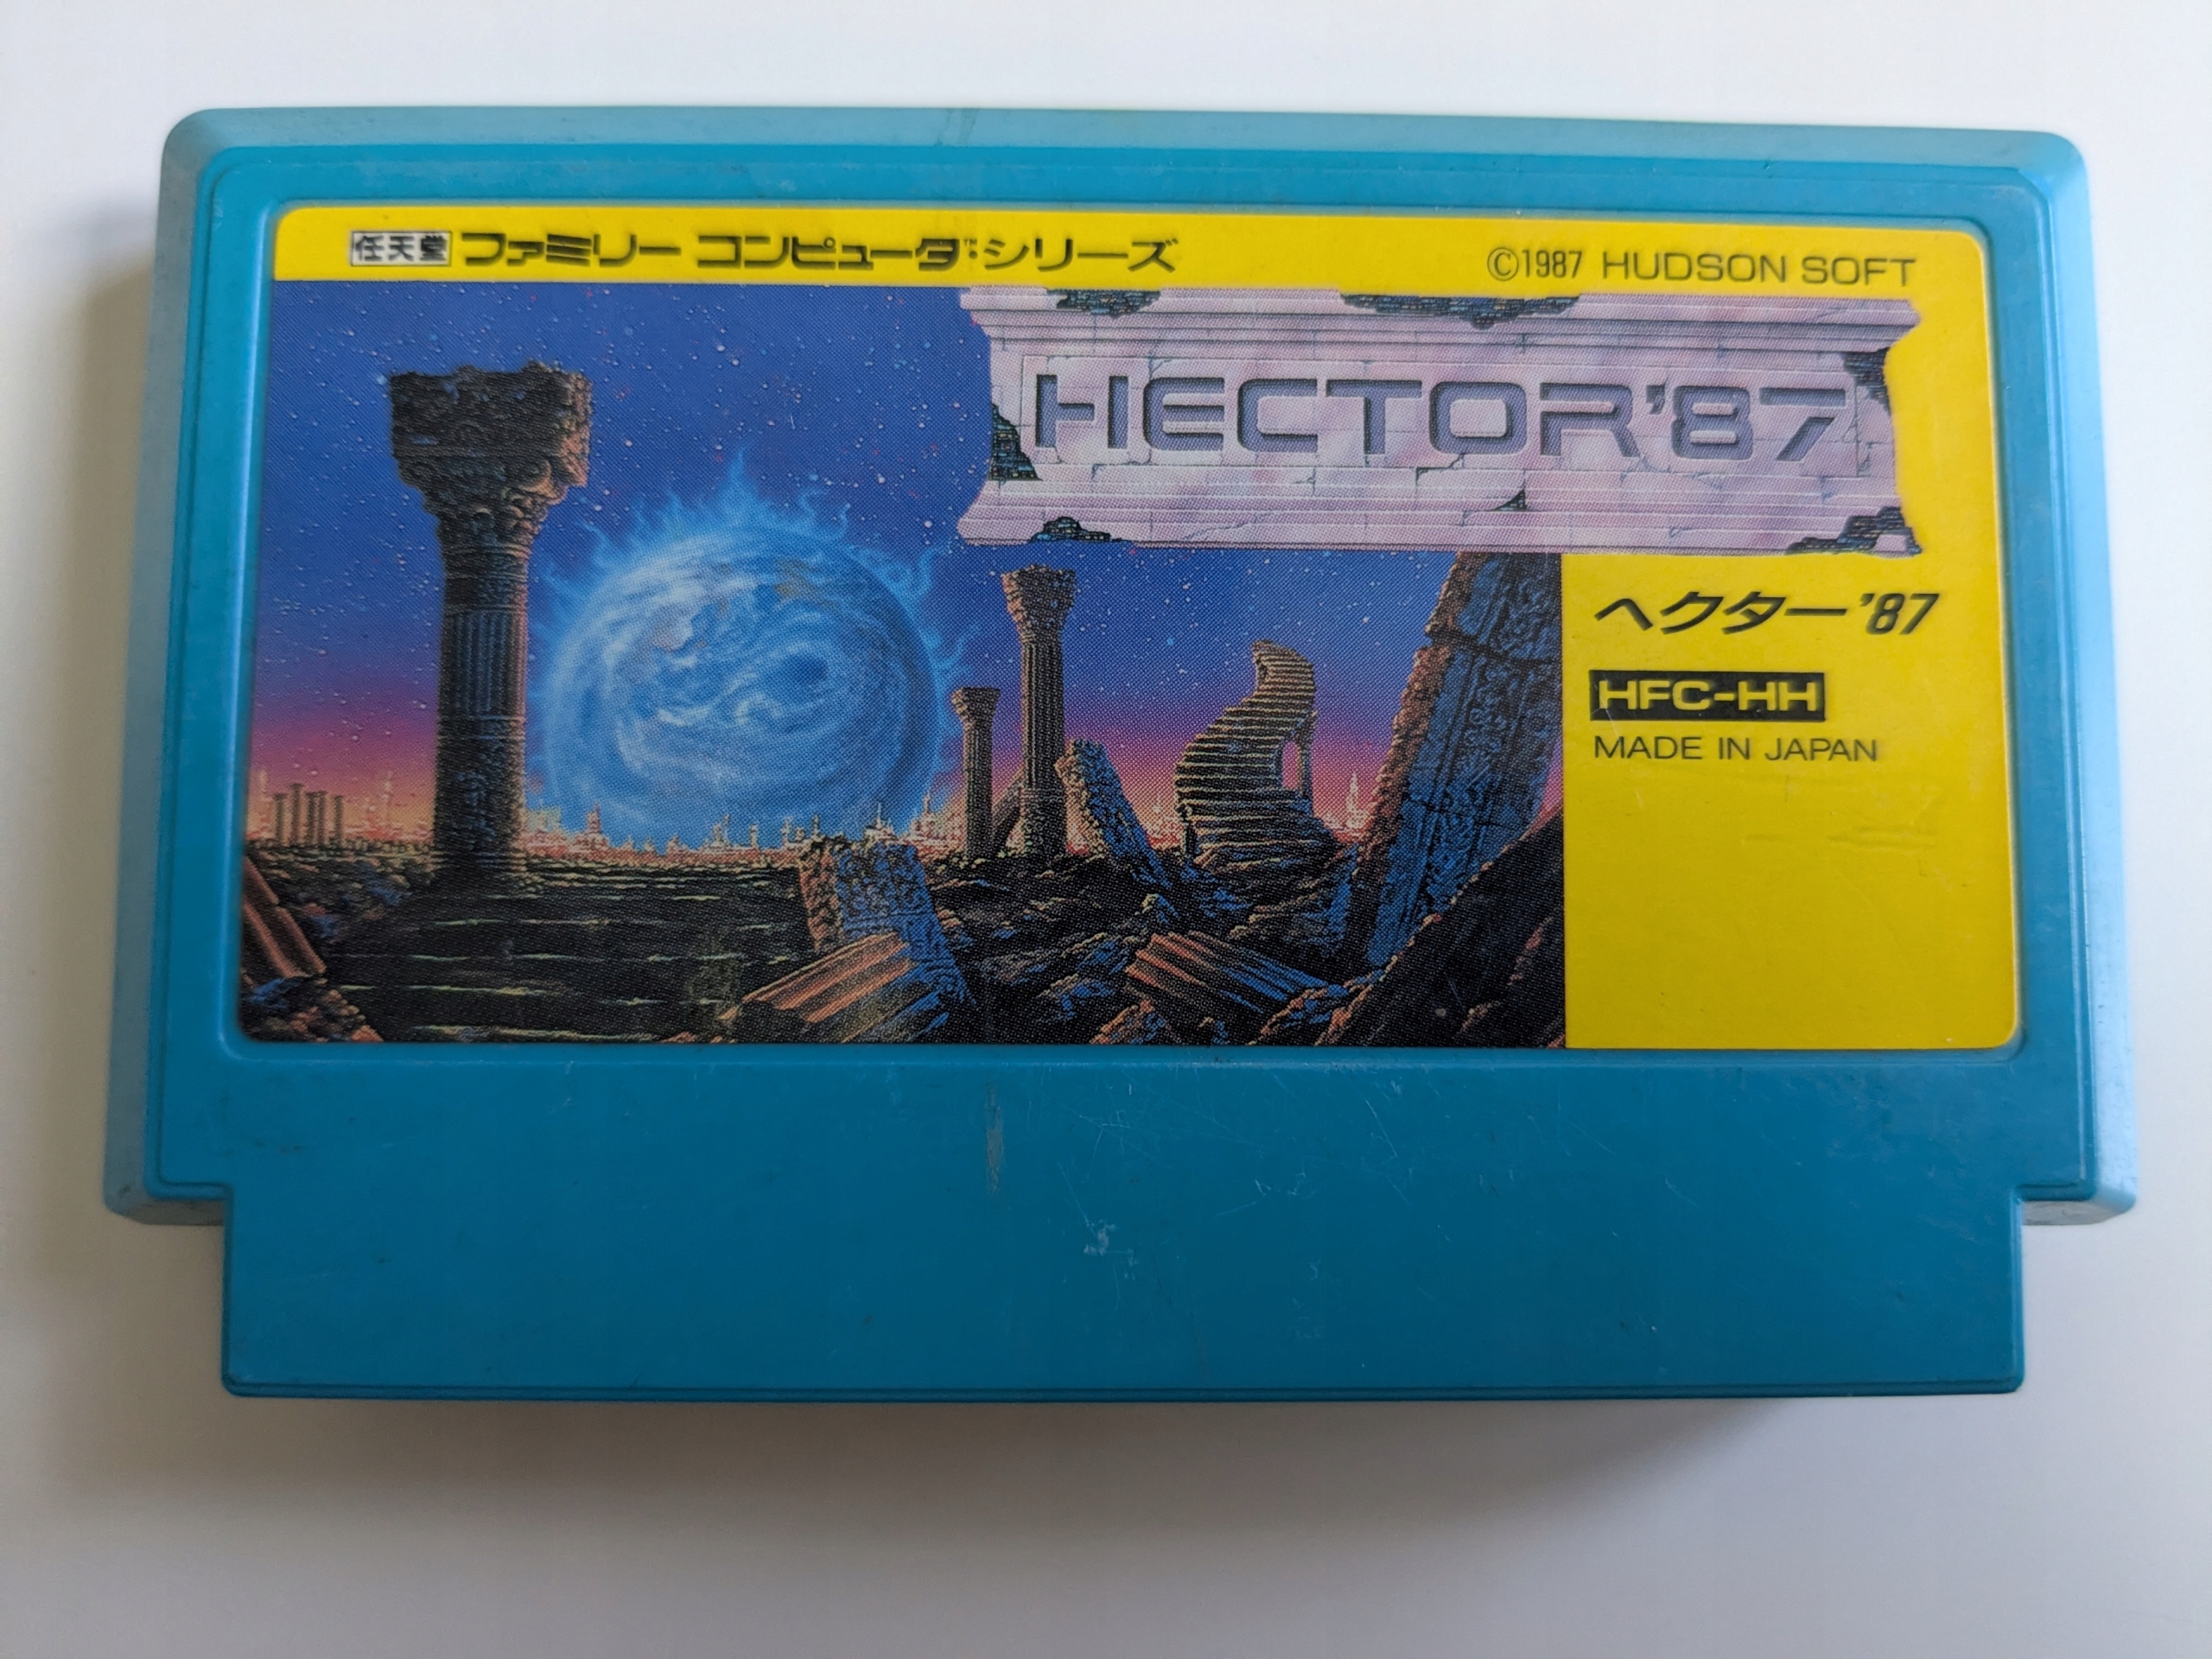 任天堂 ファミリー コンピュータ™シリーズ
©1987 HUDSON SOFT
HECTOR'87
ヘクター'87
HFC-HH
MADE IN JAPAN